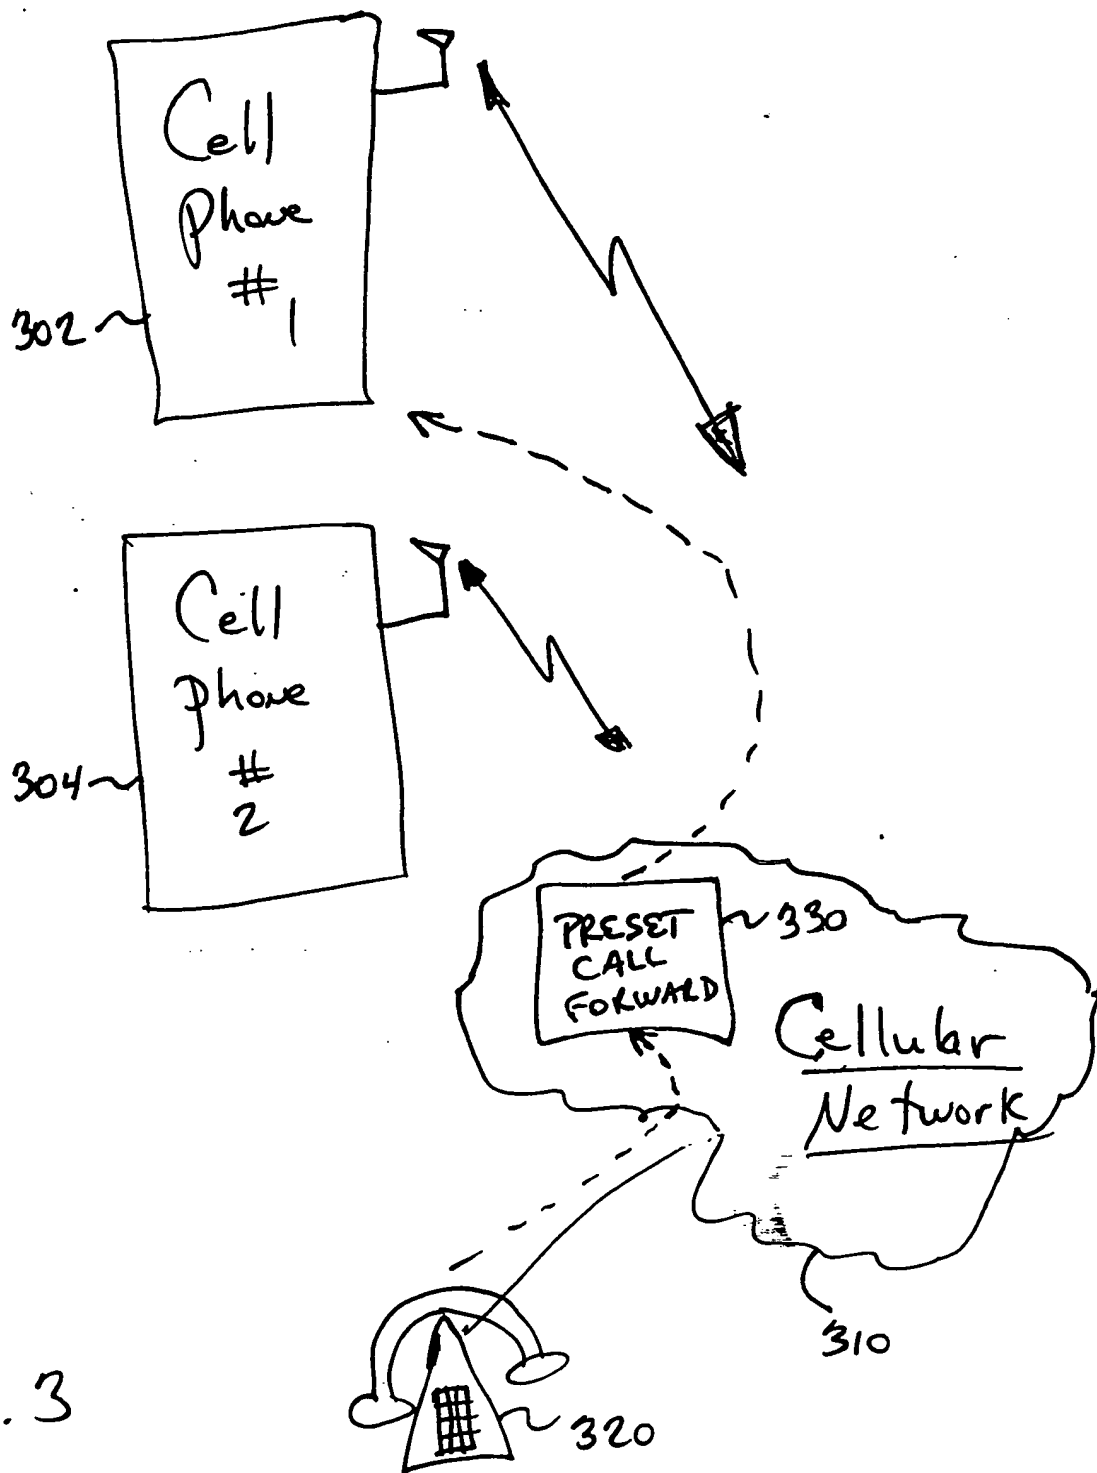 Cell
phone
#
1
302
Cell
phone
#
2
304
PRESET
CALL
FORWARD
330
Cellular
Network
310
320
. 3